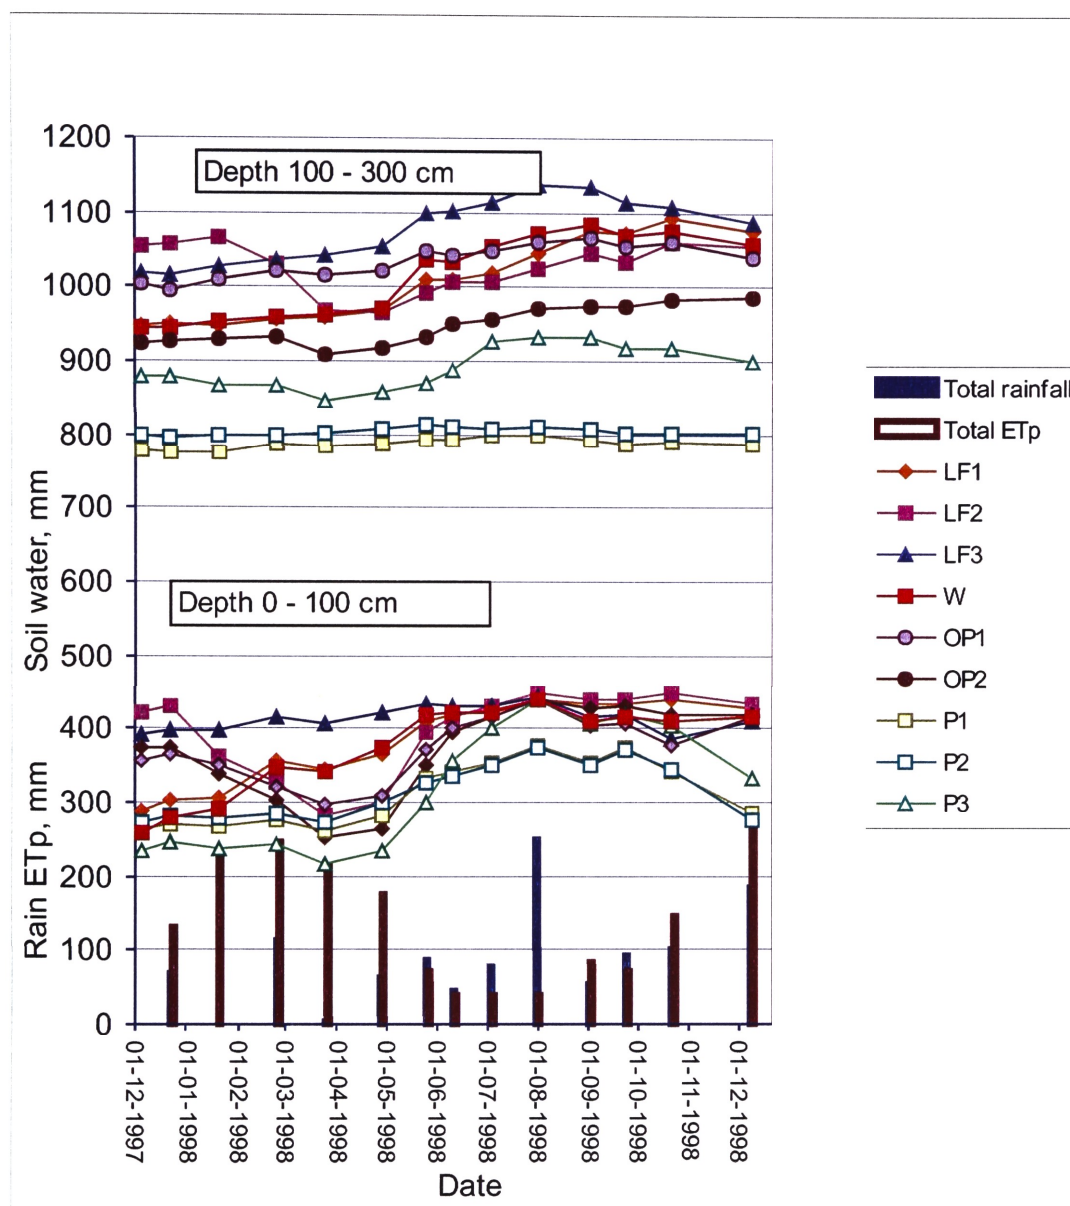 1200
1100
1000
900
800
700
600
500
400
300
200
100
0
Soil water, mm
Rain ETp, mm
Depth 100 - 300 cm
Depth 0 - 100 cm
01-12-1997
01-01-1998
01-02-1998
01-03-1998
01-04-1998
01-05-1998
01-06-1998
01-07-1998
01-08-1998
01-09-1998
01-10-1998
01-11-1998
01-12-1998
Date
Total rainfall
Total ETp
LF1
LF2
LF3
W
OP1
OP2
P1
P2
P3